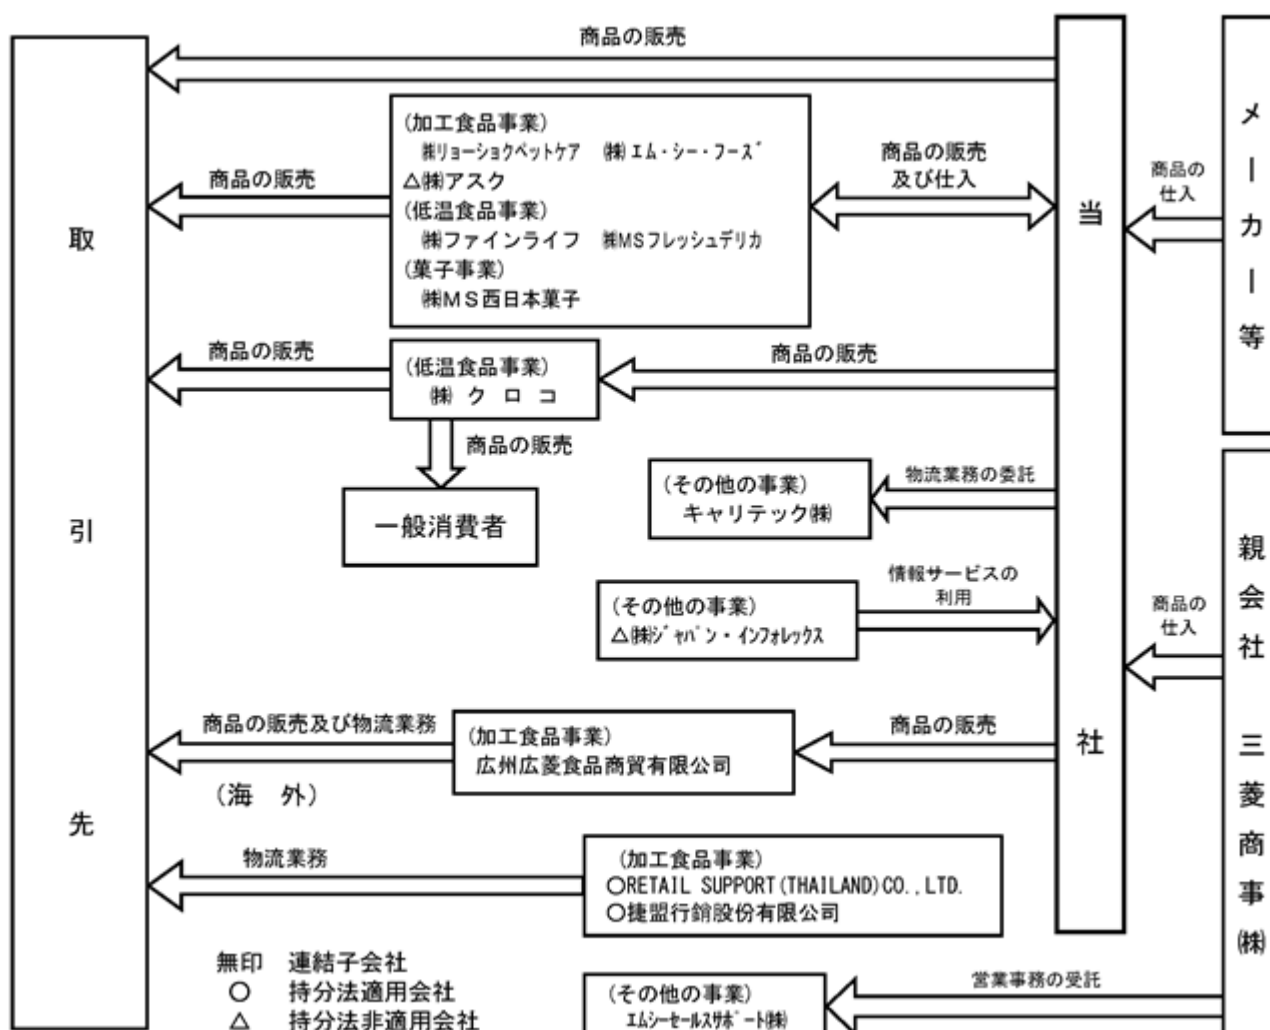 商品の販売
取引先
(加工食品事業)
㈱リョーショクペットケア ㈱エム・シー・フーズ
△㈱アスク
(低温食品事業)
㈱ファインライフ ㈱MSフレッシュデリカ
(菓子事業)
㈱MS西日本菓子
商品の販売
商品の販売
及び仕入
当社
商品の
仕入
メーカー等
商品の販売
(低温食品事業)
㈱クロコ
商品の販売
商品の販売
一般消費者
(その他の事業)
キャリテック㈱
物流業務の委託
(その他の事業)
△㈱ジャパン・インフォレックス
情報サービスの
利用
商品の
仕入
親会社 三菱商事㈱
商品の販売及び物流業務
(海 外)
(加工食品事業)
広州広菱食品商貿有限公司
商品の販売
物流業務
(加工食品事業)
○RETAIL SUPPORT(THAILAND)CO.,LTD.
○捷盟行銷股份有限公司
無印 連結子会社
○ 持分法適用会社
△ 持分法非適用会社
(その他の事業)
エムシーセールスサポート㈱
営業事務の受託